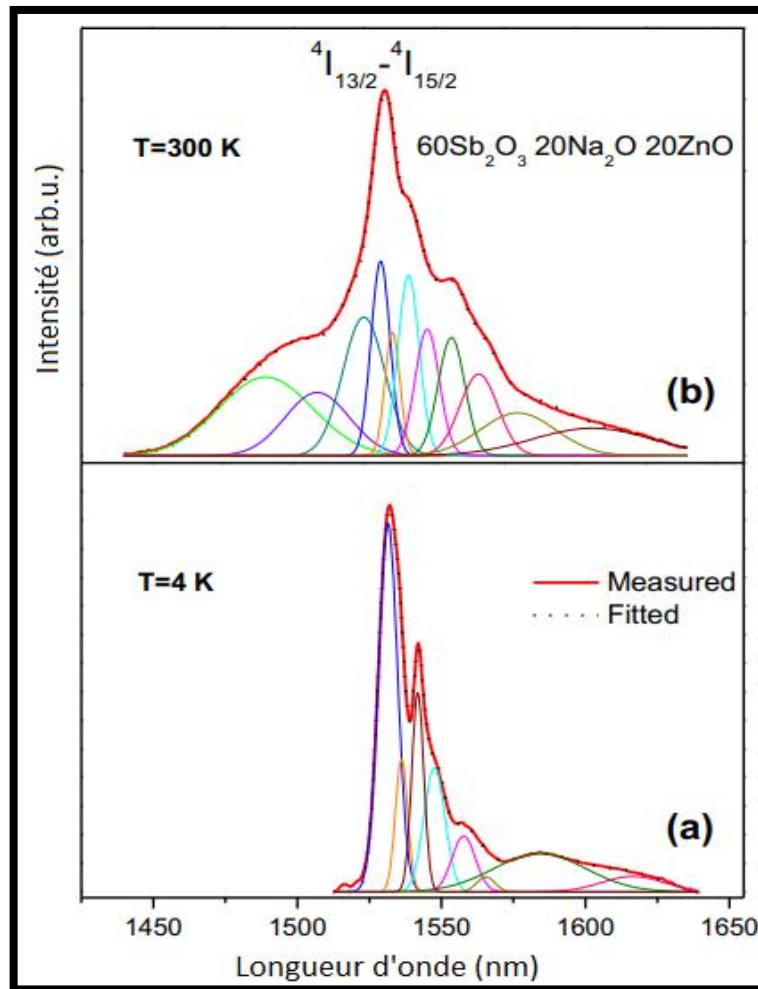 ⁴I₁₃/₂-⁴I₁₅/₂
T=300 K
60Sb₂O₃ 20Na₂O 20ZnO
Intensité (arb.u.)
(b)
T=4 K
Measured
Fitted
(a)
1450 1500 1550 1600 1650
Longueur d'onde (nm)